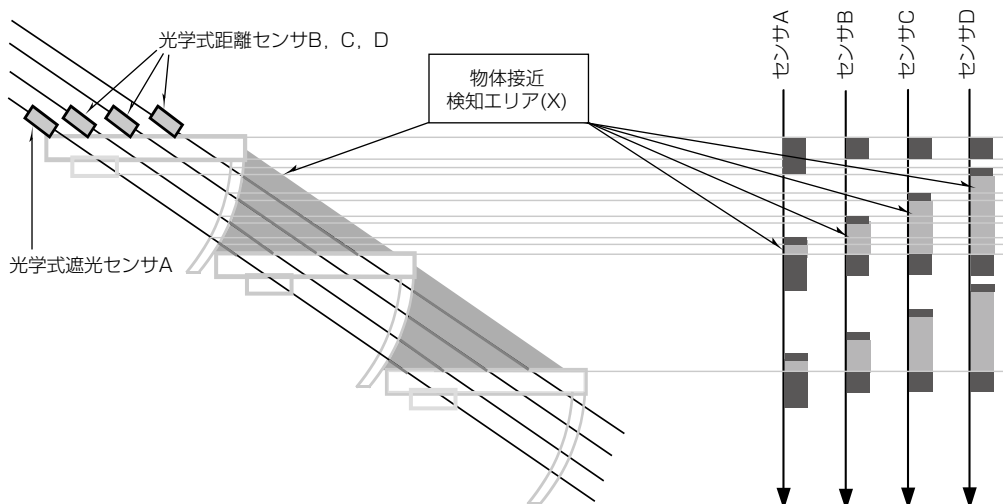 光学式距離センサB, C, D
物体接近
検知エリア(X)
光学式遮光センサA
センサA
センサB
センサC
センサD